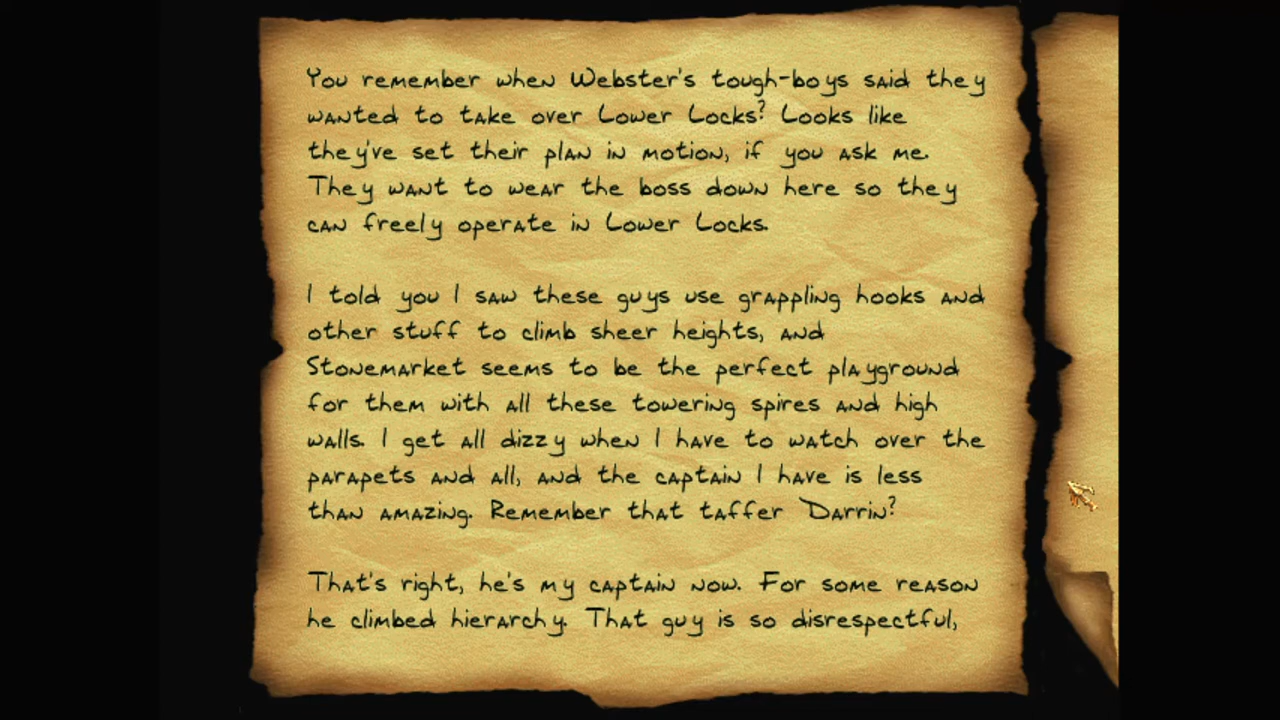 You remember when Webster's tough-boys said they
wanted to take over Lower Locks? Looks like
they've set their plan in motion, if you ask me.
They want to wear the boss down here so they
can freely operate in Lower Locks.
I told you I saw these guys use grappling hooks and
other stuff to climb sheer heights, and
Stonemarket seems to be the perfect playground
for them with all these towering spires and high
walls. I get all dizzy when I have to watch over the
parapets and all, and the captain I have is less
than amazing. Remember that taffer Darrin?
That's right, he's my captain now. For some reason
he climbed hierarchy. That guy is so disrespectful,